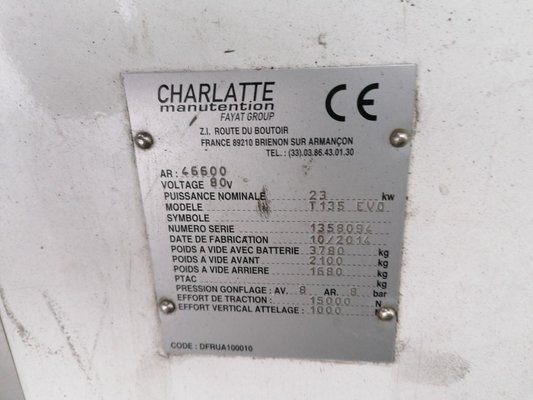 CHARLATTE
manutention
FAYAT GROUP
CE
Z.I. ROUTE DU BOUTOIR
FRANCE 89210 BRIENON SUR ARMANÇON
TEL. : (33).03.86.43.01.30
AR : 46600
VOLTAGE 80 V
PUISSANCE NOMINALE 23 kw
MODELE T135 EVO
SYMBOLE
NUMERO SERIE 1358094
DATE DE FABRICATION 10/2014
POIDS A VIDE AVEC BATTERIE 3780 kg
POIDS A VIDE AVANT 2100 kg
POIDS A VIDE ARRIERE 1680 kg
PTAC kg
PRESSION GONFLAGE : AV. 8 AR. 8 bar
EFFORT DE TRACTION : 15000 N
EFFORT VERTICAL ATTELAGE : 1000 N
CODE : DFRUA100010